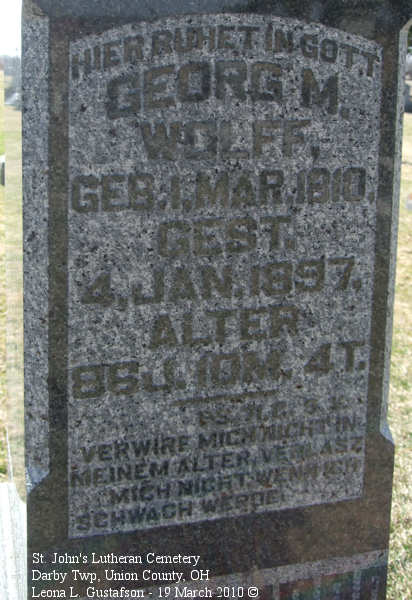 HIER RUHET IN GOTT
GEORG M.
WOLFF,
GEB. 1. MAR. 1810.
GEST.
4. JAN. 1897.
ALTER
86 J. 10 M. 4 T.
VERWIRF MICH NICHT IN
MEINEM ALTER, VERLASZ
MICH NICHT WENN ICH
SCHWACH WERDE.
St. John's Lutheran Cemetery
Darby Twp, Union County, OH
Leona L. Gustafson - 19 March 2010 ©